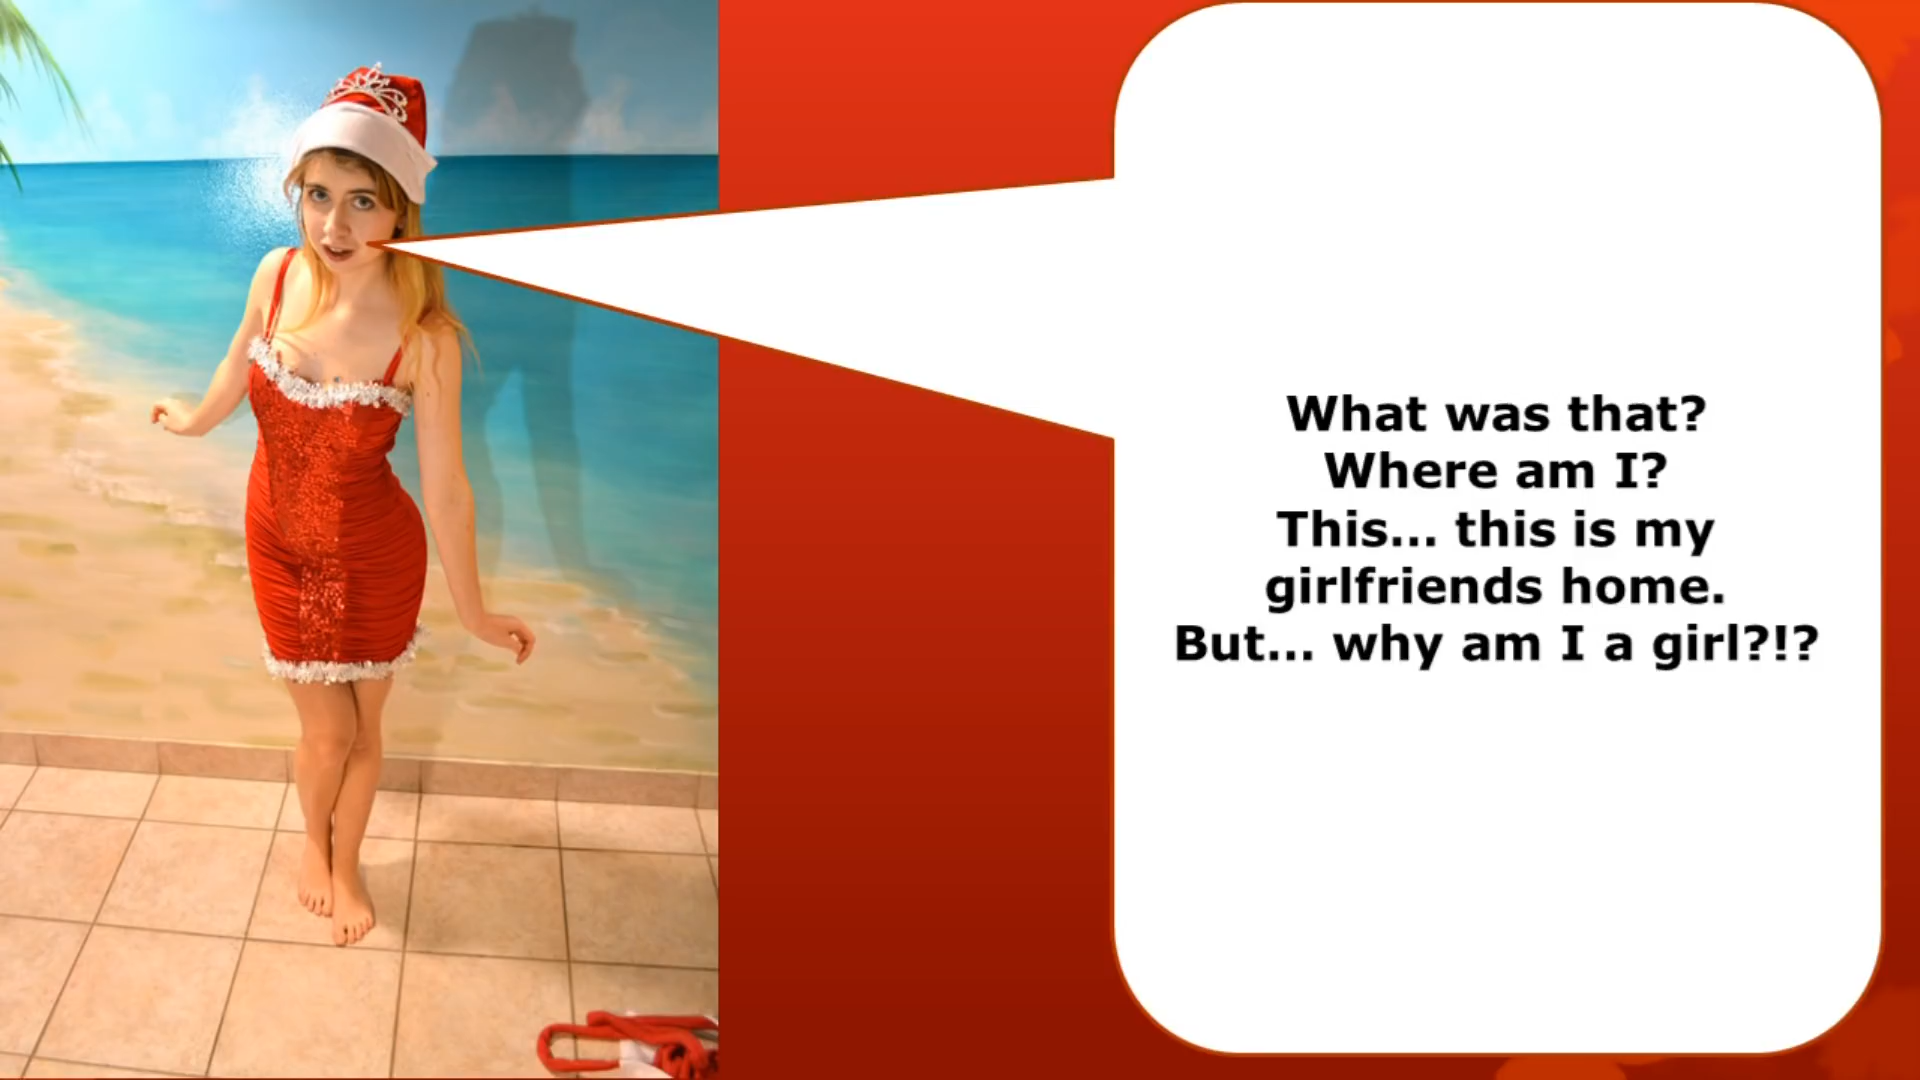 What was that?
Where am I?
This... this is my
girlfriends home.
But... why am I a girl?!?